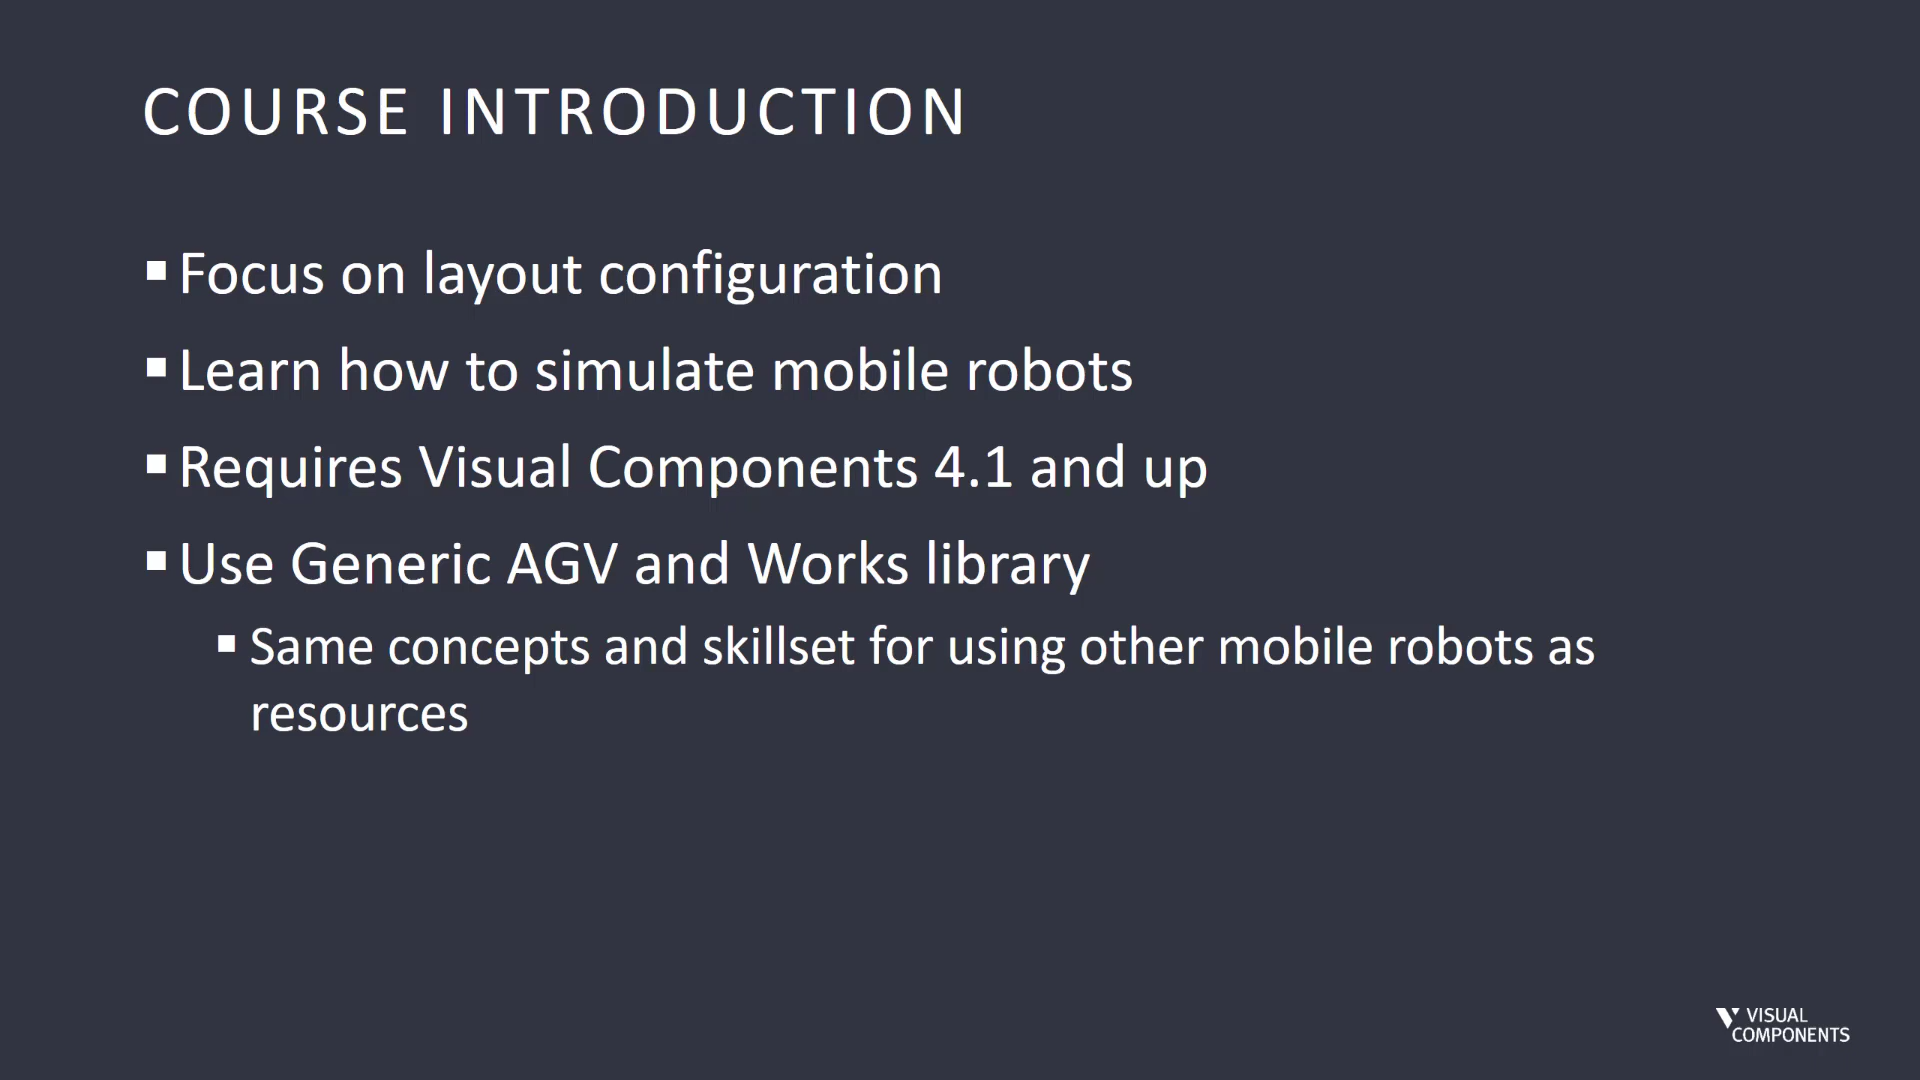 COURSE INTRODUCTION
▪ Focus on layout configuration
▪ Learn how to simulate mobile robots
▪ Requires Visual Components 4.1 and up
▪ Use Generic AGV and Works library
▪ Same concepts and skillset for using other mobile robots as
resources
VISUAL
COMPONENTS